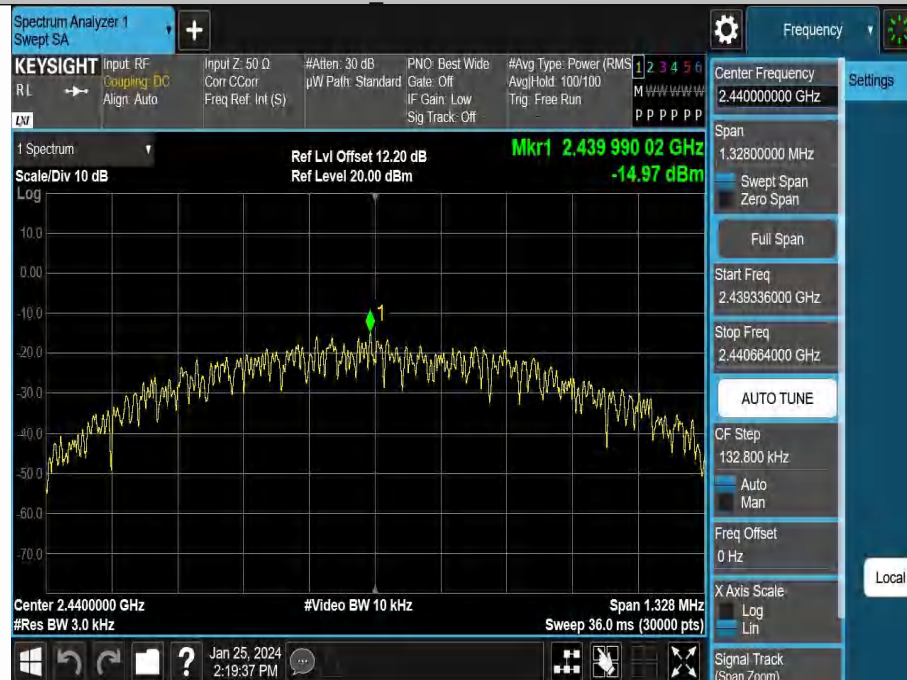 Spectrum Analyzer 1
Swept SA
+
Frequency
KEYSIGHT
RL
LXI
Input: RF
Coupling: DC
Align: Auto
Input Z: 50 Ω
Corr CCorr
Freq Ref: Int (S)
#Atten: 30 dB
µW Path: Standard
PNO: Best Wide
Gate: Off
IF Gain: Low
Sig Track: Off
#Avg Type: Power (RMS
Avg|Hold: 100/100
Trig: Free Run
1 2 3 4 5 6
M W W W W W
P P P P P P
1 Spectrum
Scale/Div 10 dB
Log
Ref Lvl Offset 12.20 dB
Ref Level 20.00 dBm
Mkr1 2.439 990 02 GHz
-14.97 dBm
10.0
0.00
-10.0
-20.0
-30.0
-40.0
-50.0
-60.0
-70.0
1
Center 2.4400000 GHz
#Res BW 3.0 kHz
#Video BW 10 kHz
Span 1.328 MHz
Sweep 36.0 ms (30000 pts)
Center Frequency
2.440000000 GHz
Settings
Span
1.32800000 MHz
Swept Span
Zero Span
Full Span
Start Freq
2.439336000 GHz
Stop Freq
2.440664000 GHz
AUTO TUNE
CF Step
132.800 kHz
Auto
Man
Freq Offset
0 Hz
X Axis Scale
Log
Lin
Local
Signal Track
(Span Zoom)
?
Jan 25, 2024
2:19:37 PM